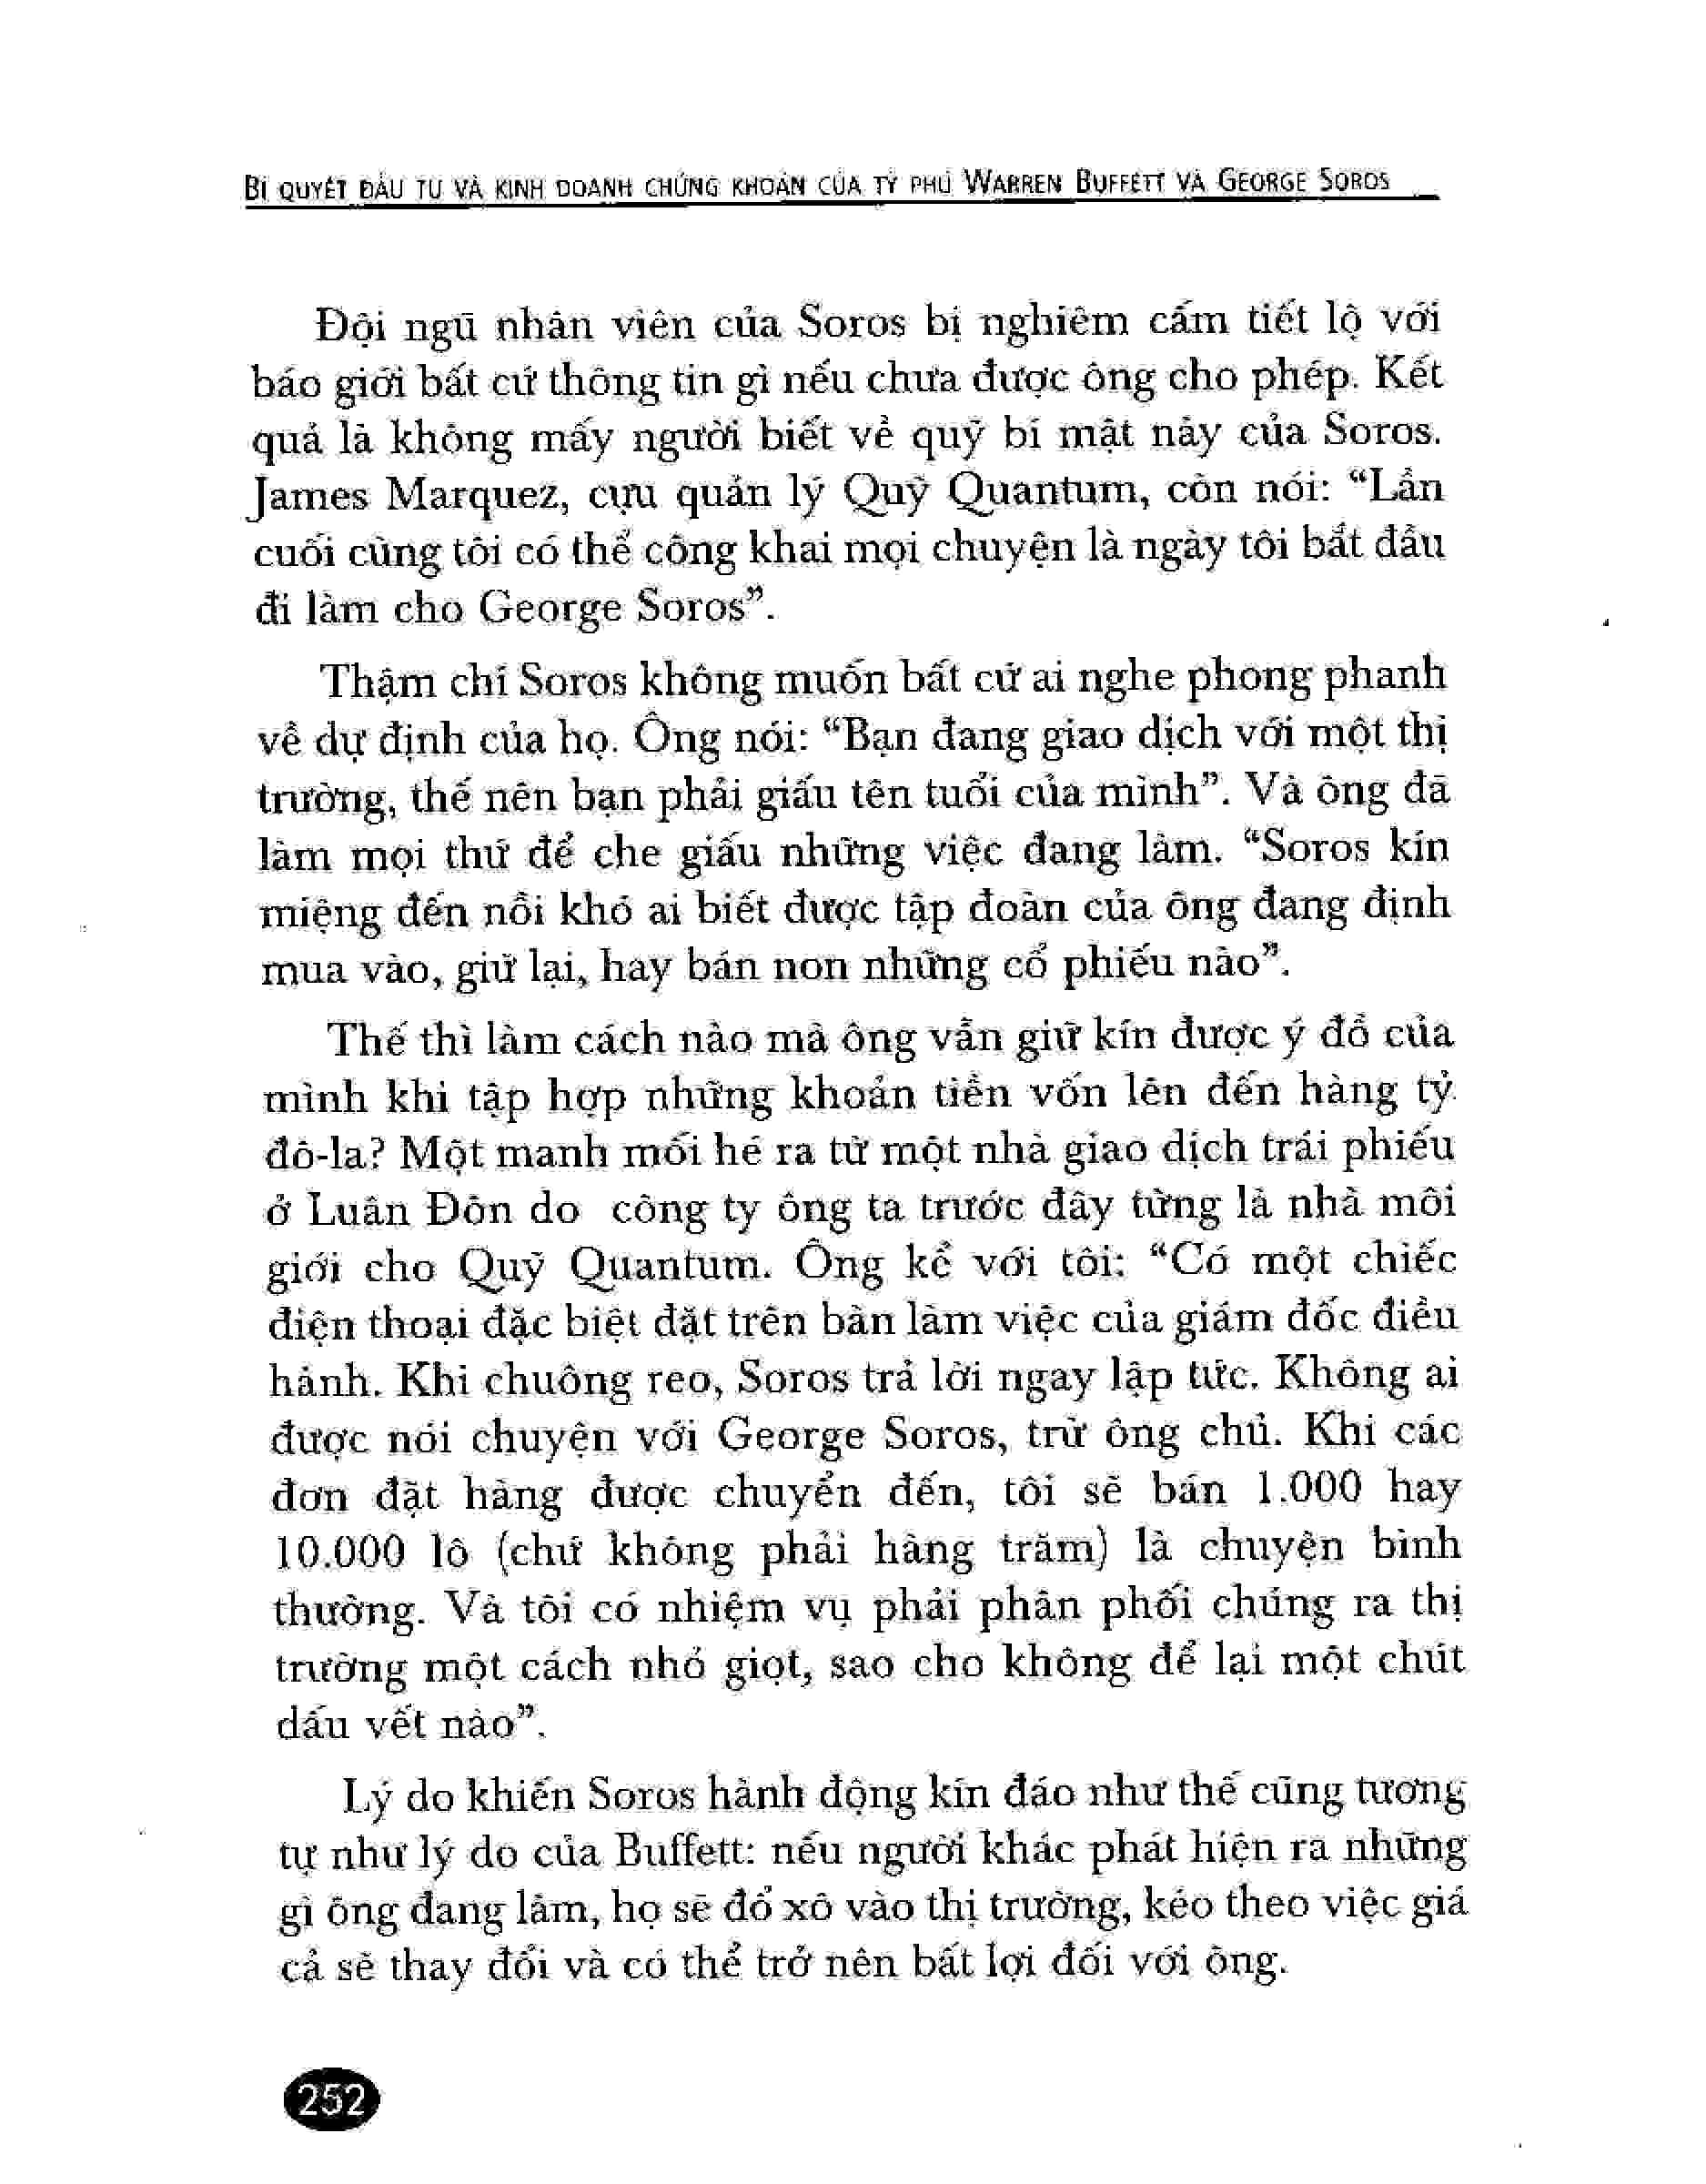 BÍ QUYẾT ĐẦU TƯ VÀ KINH DOANH CHỨNG KHOÁN CỦA TỶ PHÚ WARREN BUFFETT VÀ GEORGE SOROS
Đội ngũ nhân viên của Soros bị nghiêm cấm tiết lộ với
báo giới bất cứ thông tin gì nếu chưa được ông cho phép. Kết
quả là không mấy người biết về quỹ bí mật này của Soros.
James Marquez, cựu quản lý Quỹ Quantum, còn nói: “Lần
cuối cùng tôi có thể công khai mọi chuyện là ngày tôi bắt đầu
đi làm cho George Soros”.
Thậm chí Soros không muốn bất cứ ai nghe phong phanh
về dự định của họ. Ông nói: “Bạn đang giao dịch với một thị
trường, thế nên bạn phải giấu tên tuổi của mình”. Và ông đã
làm mọi thứ để che giấu những việc đang làm. “Soros kín
miệng đến nỗi khó ai biết được tập đoàn của ông đang định
mua vào, giữ lại, hay bán non những cổ phiếu nào”.
Thế thì làm cách nào mà ông vẫn giữ kín được ý đồ của
mình khi tập hợp những khoản tiền vốn lên đến hàng tỷ
đô-la? Một manh mối hé ra từ một nhà giao dịch trái phiếu
ở Luân Đôn do công ty ông ta trước đây từng là nhà môi
giới cho Quỹ Quantum. Ông kể với tôi: “Có một chiếc
điện thoại đặc biệt đặt trên bàn làm việc của giám đốc điều
hành. Khi chuông reo, Soros trả lời ngay lập tức. Không ai
được nói chuyện với George Soros, trừ ông chủ. Khi các
đơn đặt hàng được chuyển đến, tôi sẽ bán 1.000 hay
10.000 lô (chứ không phải hàng trăm) là chuyện bình
thường. Và tôi có nhiệm vụ phải phân phối chúng ra thị
trường một cách nhỏ giọt, sao cho không để lại một chút
dấu vết nào”.
Lý do khiến Soros hành động kín đáo như thế cũng tương
tự như lý do của Buffett: nếu người khác phát hiện ra những
gì ông đang làm, họ sẽ đổ xô vào thị trường, kéo theo việc giá
cả sẽ thay đổi và có thể trở nên bất lợi đối với ông.
252